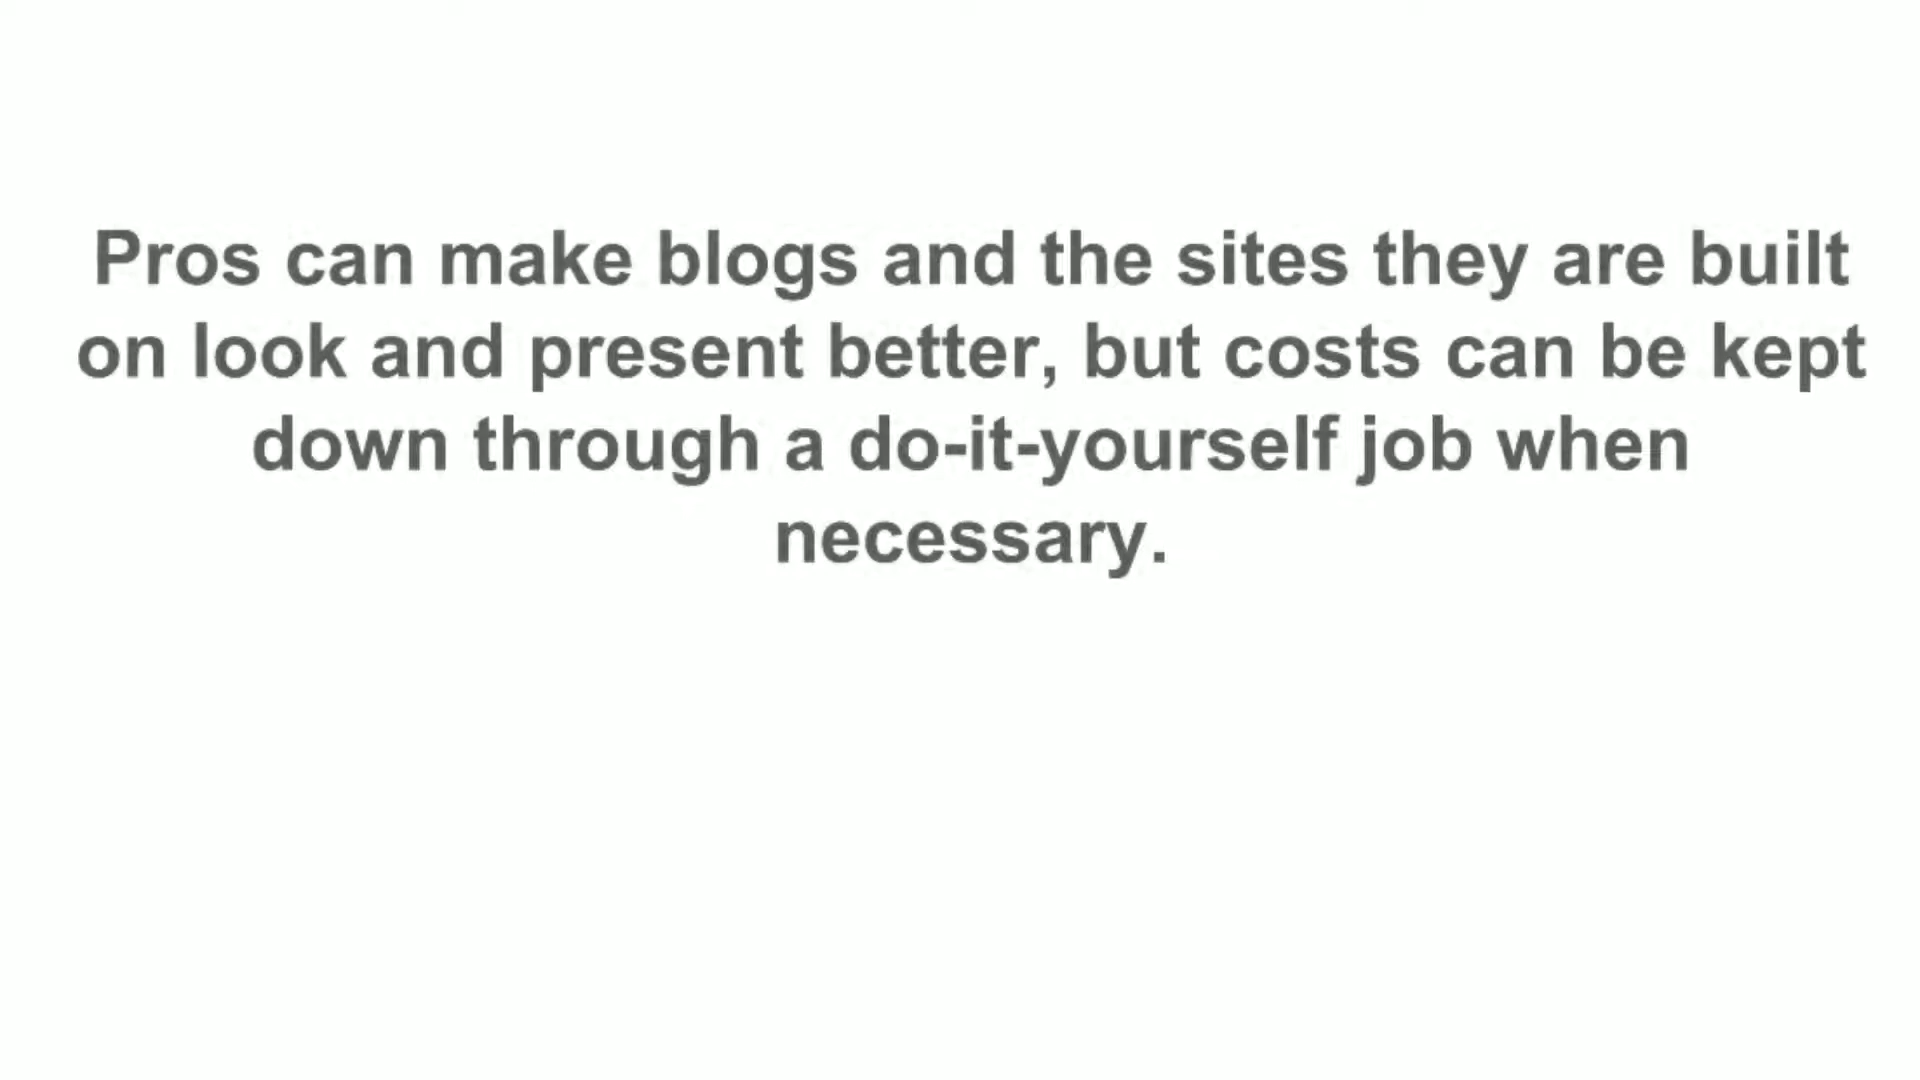 Pros can make blogs and the sites they are built
on look and present better, but costs can be kept
down through a do-it-yourself job when
necessary.